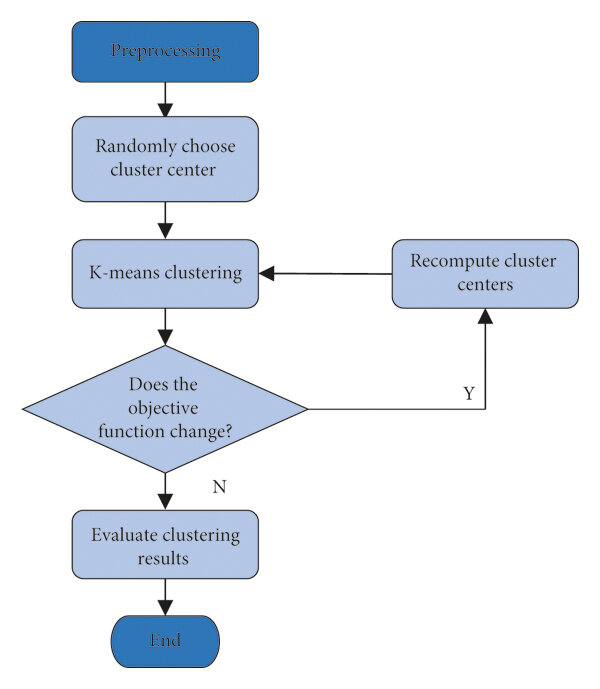 Preprocessing
Randomly choose
cluster center
K-means clustering
Recompute cluster
centers
Does the
objective
function change?
Y
N
Evaluate clustering
results
End